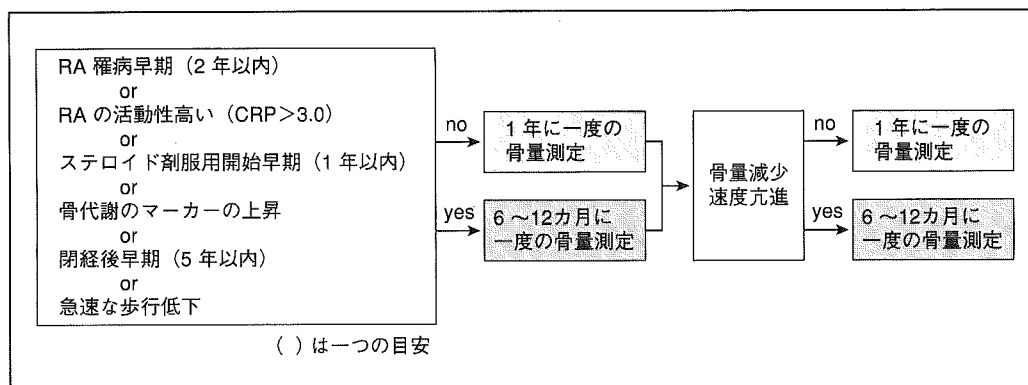 RA 罹病早期（2 年以内）
or
RA の活動性高い（CRP＞3.0）
or
ステロイド剤服用開始早期（1 年以内）
or
骨代謝のマーカーの上昇
or
閉経後早期（5 年以内）
or
急速な歩行低下
（ ）は一つの目安
no
1 年に一度の
骨量測定
yes
6 〜12カ月に
一度の骨量測定
骨量減少
速度亢進
no
1 年に一度の
骨量測定
yes
6 〜12カ月に
一度の骨量測定